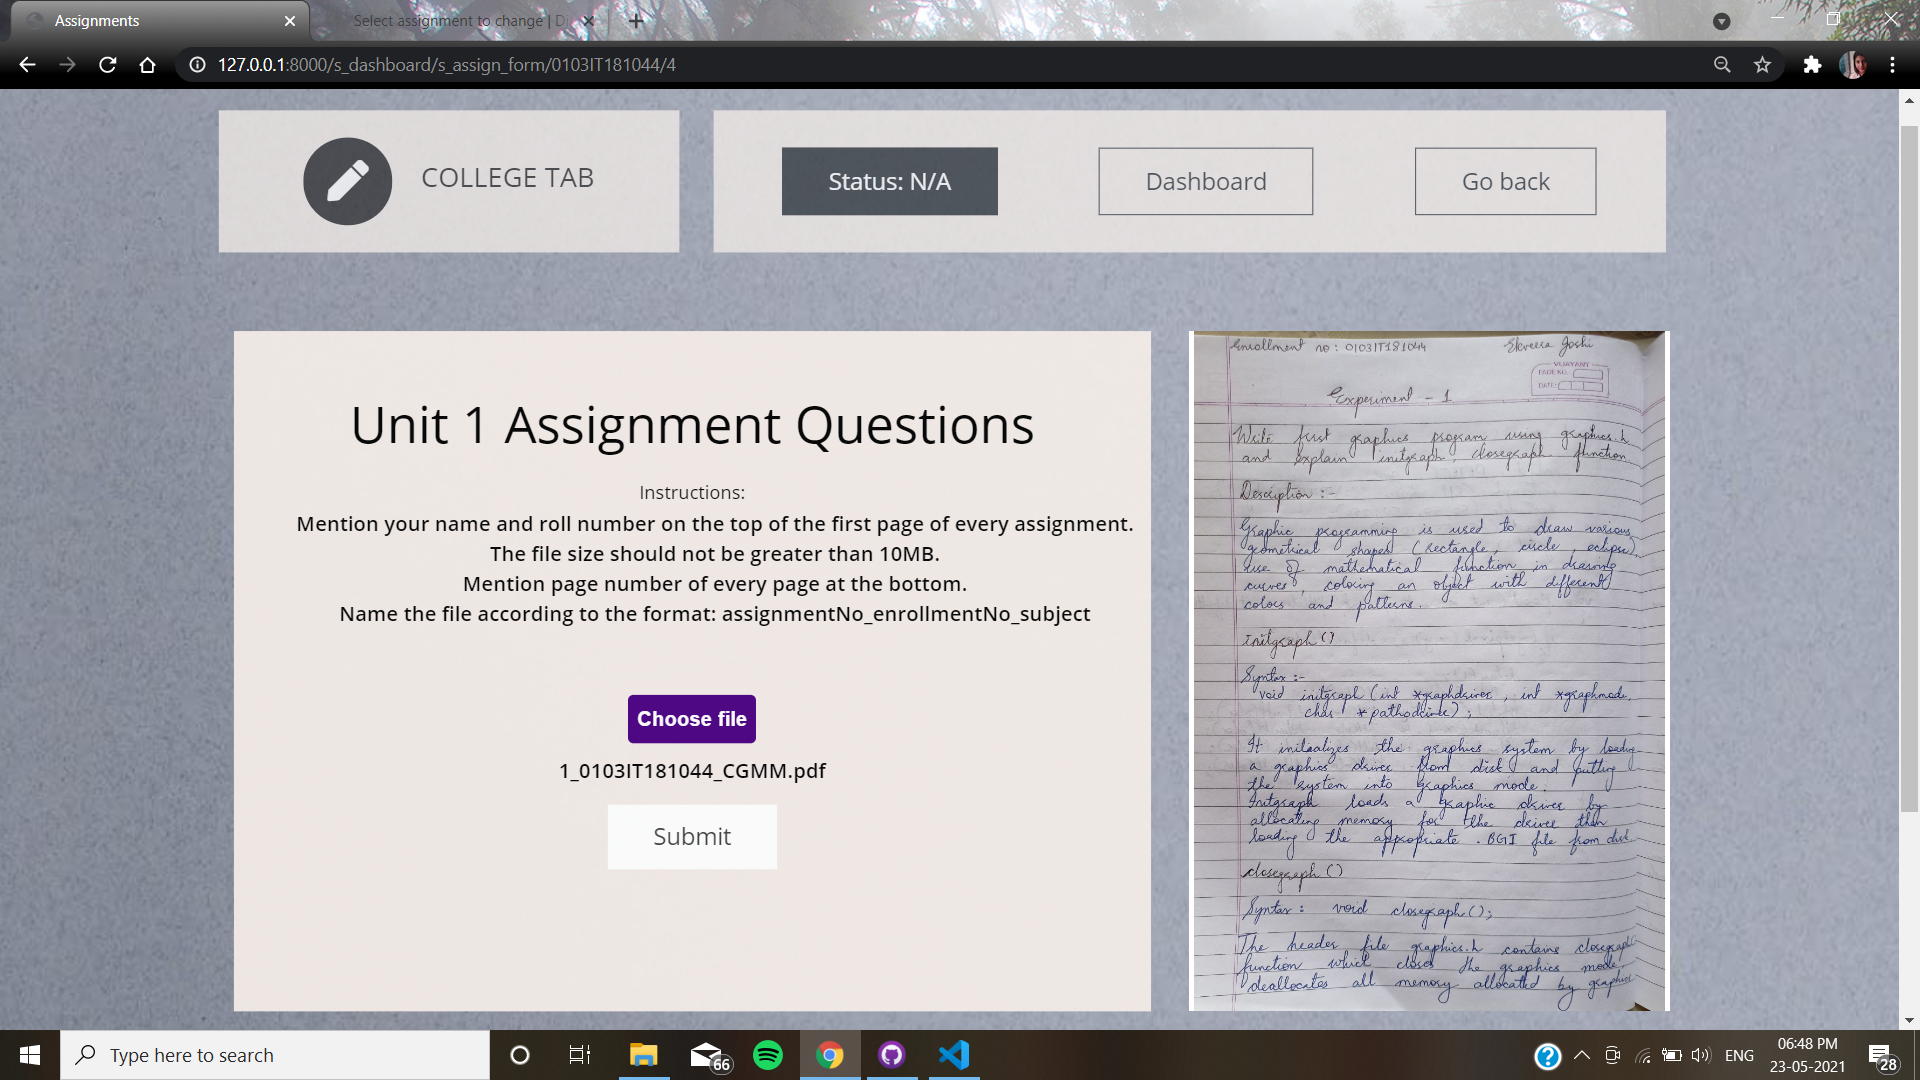 Assignments
Select assignment to change | Dj
127.0.0.1:8000/s_dashboard/s_assign_form/0103IT181044/4
COLLEGE TAB
Status: N/A
Dashboard
Go back
Unit 1 Assignment Questions
Instructions:
Mention your name and roll number on the top of the first page of every assignment.
The file size should not be greater than 10MB.
Mention page number of every page at the bottom.
Name the file according to the format: assignmentNo_enrollmentNo_subject
Choose file
1_0103IT181044_CGMM.pdf
Submit
Enrollment no: 0103IT181044
Ekveera Joshi
VIJAYANT
PAGE NO.
DATE:
Experiment - 1
Write first graphics program using graphics.h
and explain initgraph, closegraph function.
Description :-
Graphic programming is used to draw various
geometrical shapes (rectangle, circle, eclipse),
use of mathematical function in drawing
curves, coloring an object with different
colors and patterns.
initgraph ()
Syntax :-
void initgraph (int *graphdriver, int *graphmode,
char *pathodrive);
It initializes the graphics system by loading
a graphics driver from disk and putting
the system into graphics mode.
Initgraph loads a graphic driver by
allocating memory for the driver then
loading the appropriate .BGI file from disk.
closegraph ()
Syntax : void closegraph();
The header file graphics.h contains closegraph
function which closes the graphics mode
deallocates all memory allocated by graphics
Type here to search
66
ENG
06:48 PM
23-05-2021
28